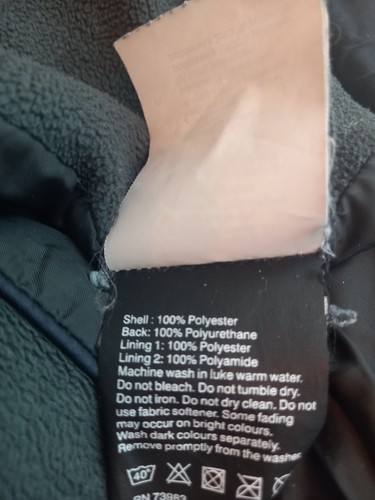 Shell : 100% Polyester
Back: 100% Polyurethane
Lining 1: 100% Polyester
Lining 2: 100% Polyamide
Machine wash in luke warm water.
Do not bleach. Do not tumble dry.
Do not iron. Do not dry clean. Do not
use fabric softener. Some fading
may occur on bright colours.
Wash dark colours separately.
Remove promptly from the washer
40°
RN 73983